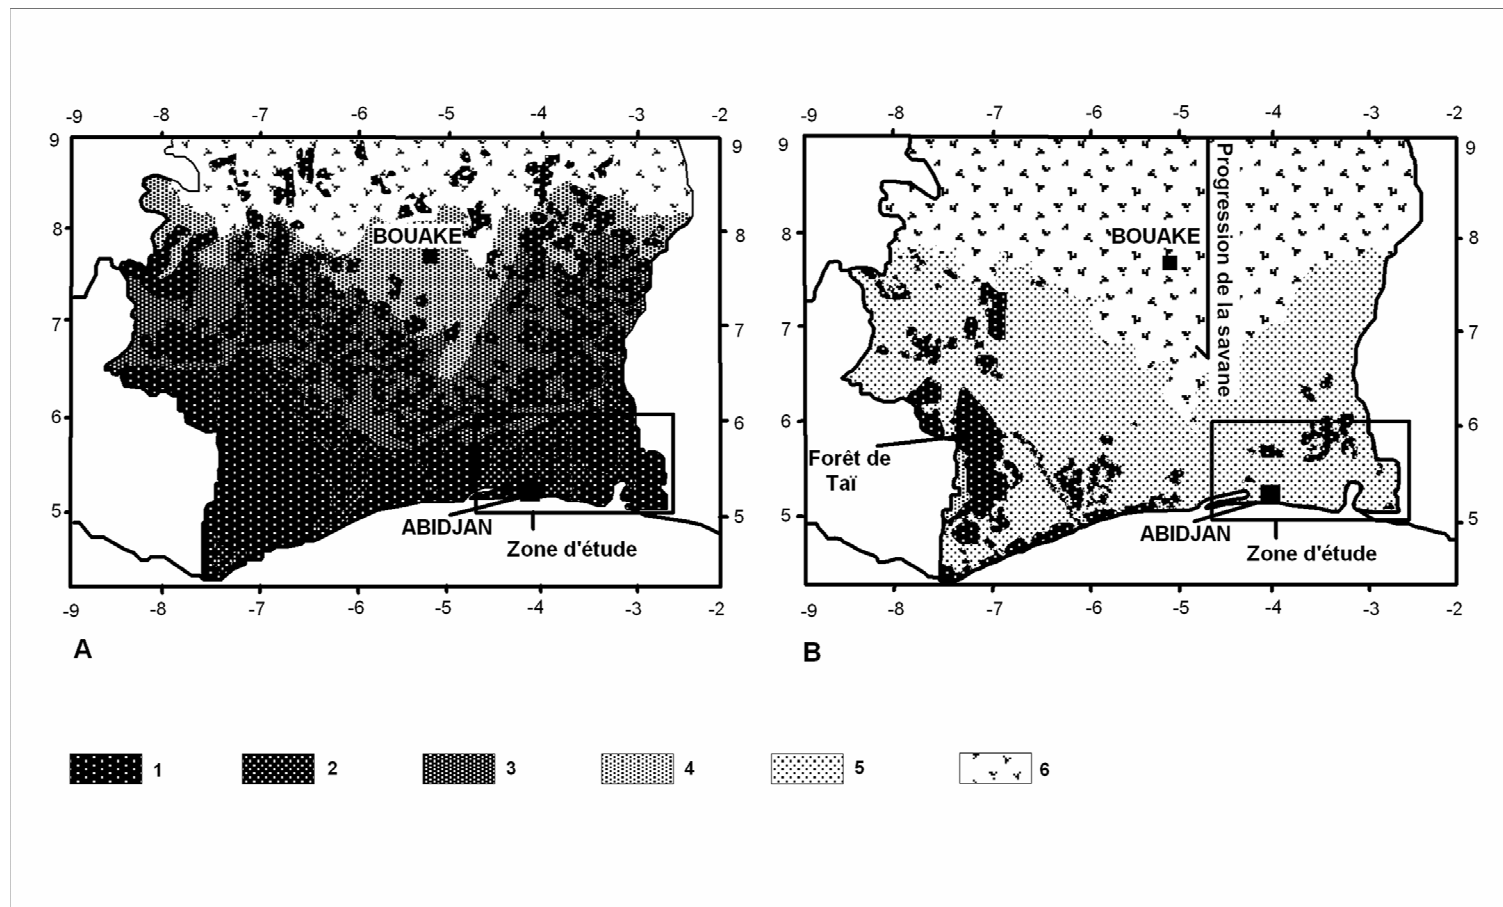 -9 -8 -7 -6 -5 -4 -3 -2
9
9
8
8
7
7
6
6
5
5
BOUAKE
ABIDJAN
Zone d'étude
-9 -8 -7 -6 -5 -4 -3 -2
A
-9 -8 -7 -6 -5 -4 -3 -2
9
9
8
8
7
7
6
6
5
5
Progression de la savane
BOUAKE
Forêt de
Taï
ABIDJAN
Zone d'étude
-9 -8 -7 -6 -5 -4 -3 -2
B
1 2 3 4 5 6